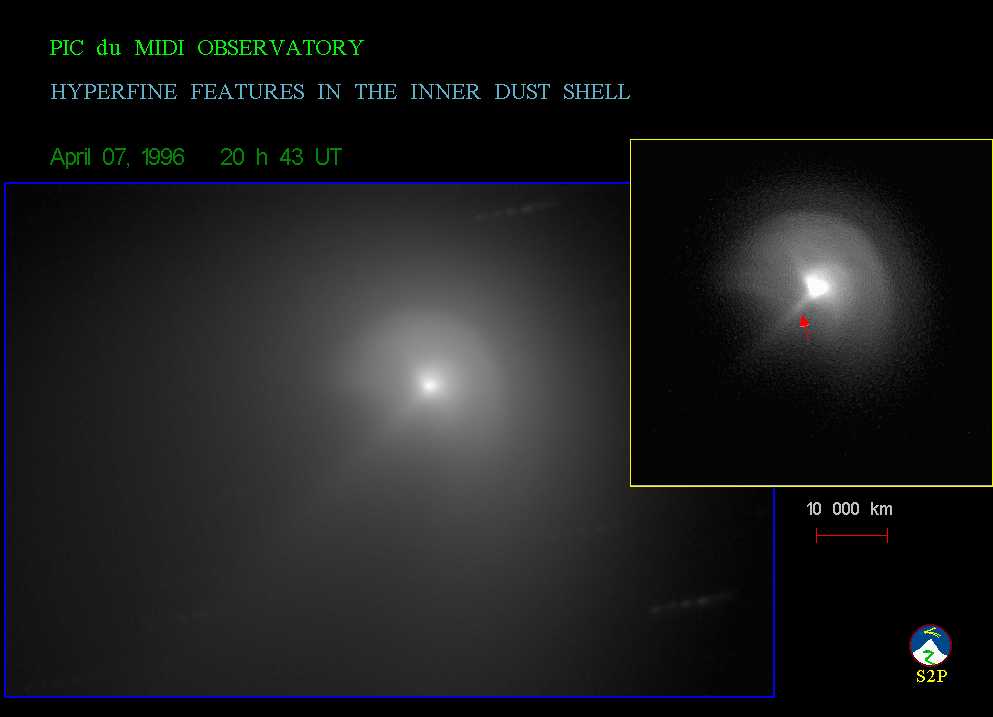 PIC du MIDI OBSERVATORY
HYPERFINE FEATURES IN THE INNER DUST SHELL
April 07, 1996 20 h 43 UT
10 000 km
S2P